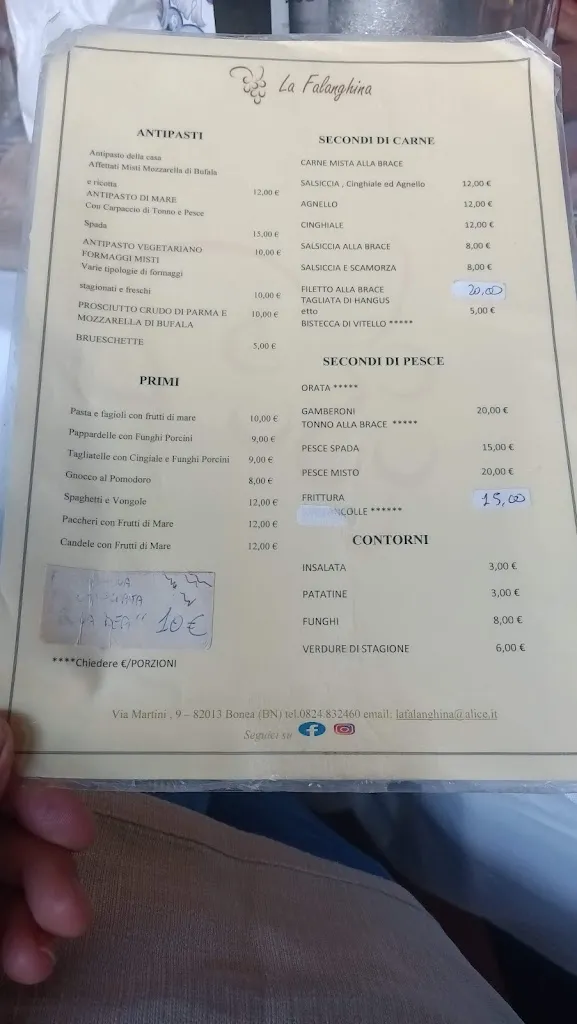 La Falanghina
ANTIPASTI
Antipasto della casa
Affettati Misti Mozzarella di Bufala
e ricotta 12,00 €
ANTIPASTO DI MARE
Con Carpaccio di Tonno e Pesce
Spada 15,00 €
ANTIPASTO VEGETARIANO 10,00 €
FORMAGGI MISTI
Varie tipologie di formaggi
stagionati e freschi 10,00 €
PROSCIUTTO CRUDO DI PARMA E 10,00 €
MOZZARELLA DI BUFALA
BRUESCHETTE 5,00 €
PRIMI
Pasta e fagioli con frutti di mare 10,00 €
Pappardelle con Funghi Porcini 9,00 €
Tagliatelle con Cingiale e Funghi Porcini 9,00 €
Gnocco al Pomodoro 8,00 €
Spaghetti e Vongole 12,00 €
Paccheri con Frutti di Mare 12,00 €
Candele con Frutti di Mare 12,00 €
10 €
****Chiedere €/PORZIONI
SECONDI DI CARNE
CARNE MISTA ALLA BRACE
SALSICCIA , Cinghiale ed Agnello 12,00 €
AGNELLO 12,00 €
CINGHIALE 12,00 €
SALSICCIA ALLA BRACE 8,00 €
SALSICCIA E SCAMORZA 8,00 €
FILETTO ALLA BRACE 20,00
TAGLIATA DI HANGUS
etto 5,00 €
BISTECCA DI VITELLO *****
SECONDI DI PESCE
ORATA *****
GAMBERONI 20,00 €
TONNO ALLA BRACE *****
PESCE SPADA 15,00 €
PESCE MISTO 20,00 €
FRITTURA 15,00
NCOLLE ******
CONTORNI
INSALATA 3,00 €
PATATINE 3,00 €
FUNGHI 8,00 €
VERDURE DI STAGIONE 6,00 €
Via Martini , 9 – 82013 Bonea (BN) tel.0824.832460 email: lafalanghina@alice.it
Seguici su